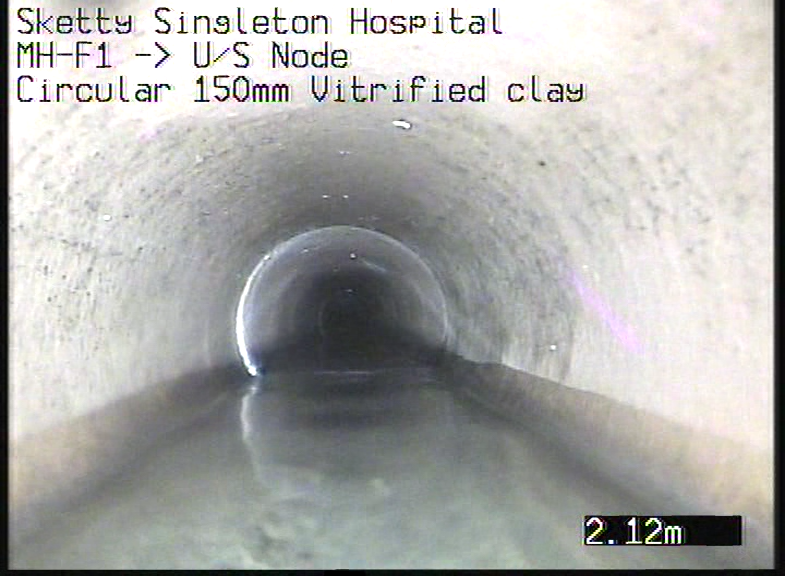 Sketty Singleton Hospital
MH-F1 -> U/S Node
Circular 150mm Vitrified clay
2.12m